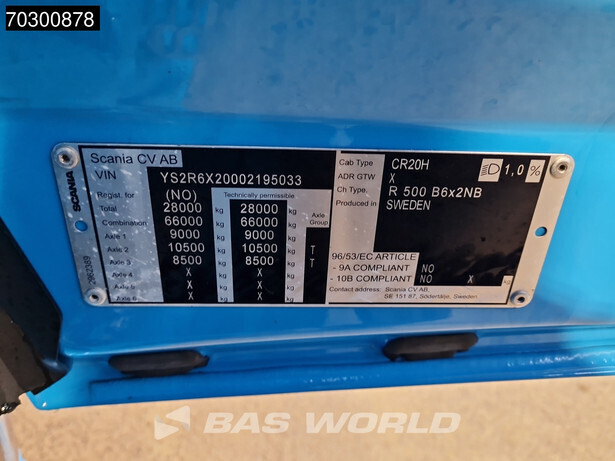 70300878
SCANIA
Scania CV AB
VIN YS2R6X20002195033
Regist. for (NO) Technically permissible
Total 28000 kg 28000 kg Axle Group
Combination 66000 kg 66000 kg
Axle 1 9000 kg 9000 kg
Axle 2 10500 kg 10500 kg T
Axle 3 8500 kg 8500 kg T
Axle 4 X kg X kg
Axle 5 X kg X kg
Axle 6 X kg X kg
Cab Type CR20H
ADR GTW X
Ch Type. R 500 B6x2NB
Produced in SWEDEN
1,0 %
96/53/EC ARTICLE
- 9A COMPLIANT NO
- 10B COMPLIANT NO X kg
Contact address: Scania CV AB,
SE 151 87, Södertälje, Sweden.
BAS WORLD